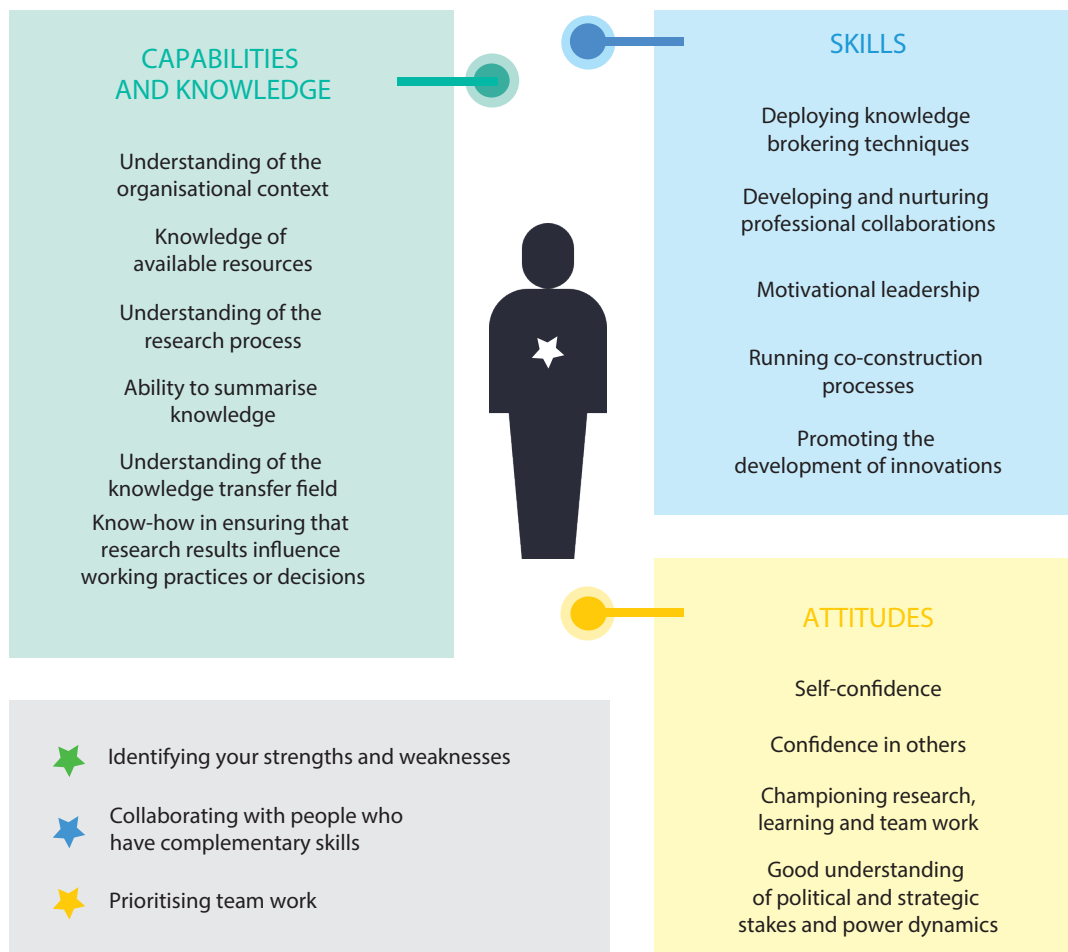 CAPABILITIES
AND KNOWLEDGE
Understanding of the
organisational context
Knowledge of
available resources
Understanding of the
research process
Ability to summarise
knowledge
Understanding of the
knowledge transfer field
Know-how in ensuring that
research results influence
working practices or decisions
SKILLS
Deploying knowledge
brokering techniques
Developing and nurturing
professional collaborations
Motivational leadership
Running co-construction
processes
Promoting the
development of innovations
ATTITUDES
Self-confidence
Confidence in others
Championing research,
learning and team work
Good understanding
of political and strategic
stakes and power dynamics
Identifying your strengths and weaknesses
Collaborating with people who
have complementary skills
Prioritising team work